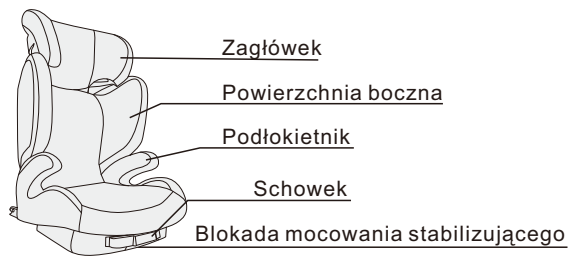 Zagłówek
Powierzchnia boczna
Podłokietnik
Schowek
Blokada mocowania stabilizującego